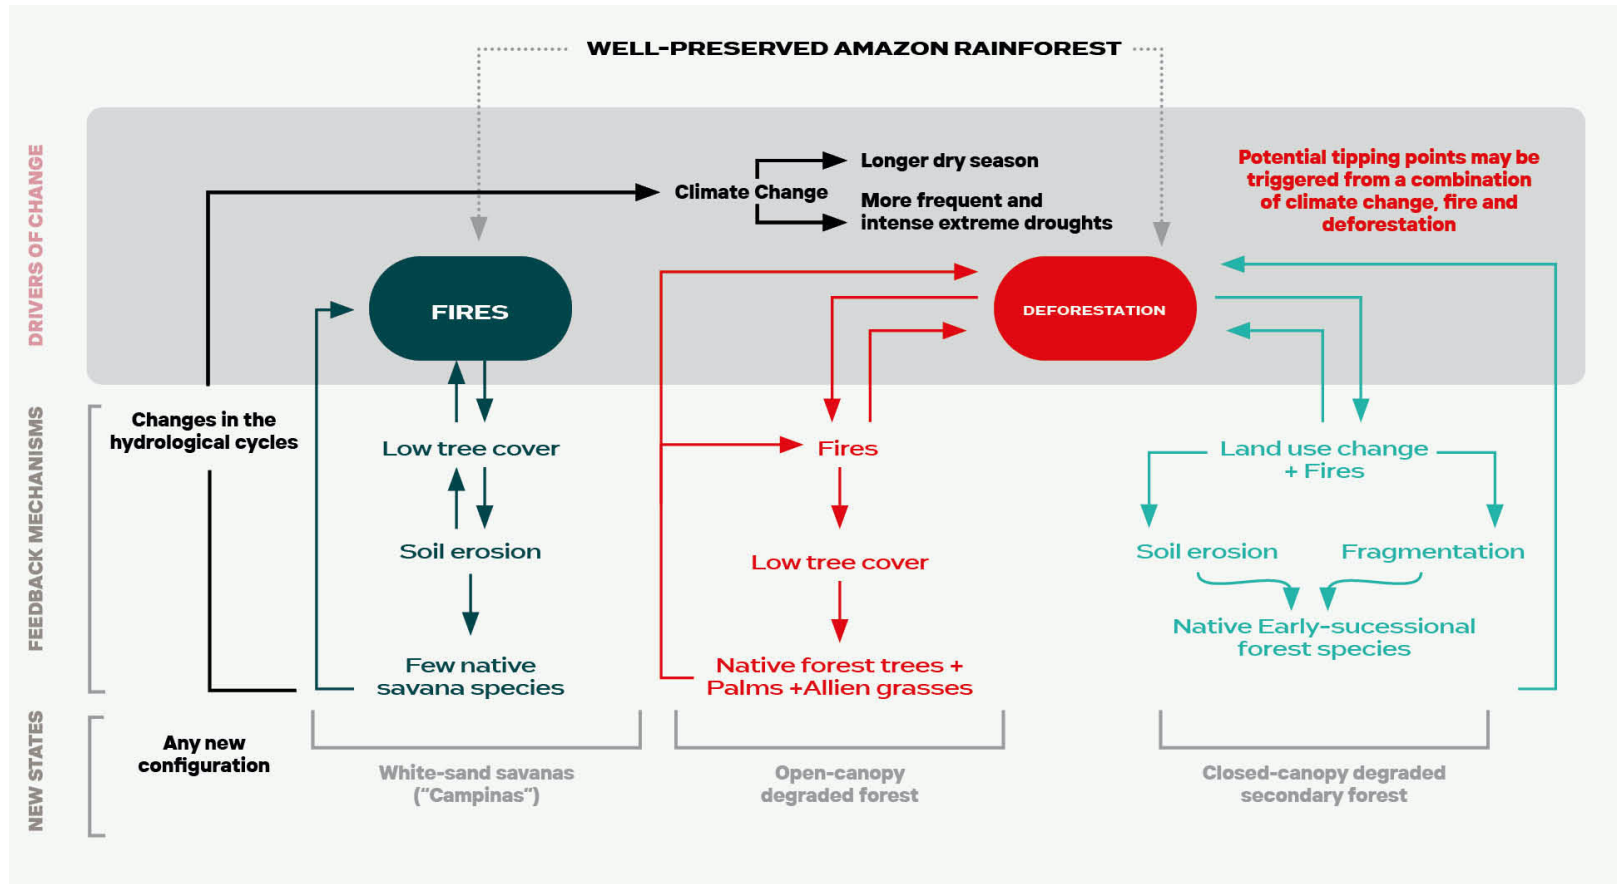 WELL-PRESERVED AMAZON RAINFOREST
DRIVERS OF CHANGE
Climate Change
Longer dry season
More frequent and
intense extreme droughts
Potential tipping points may be
triggered from a combination
of climate change, fire and
deforestation
FIRES
DEFORESTATION
FEEDBACK MECHANISMS
Changes in the
hydrological cycles
Low tree cover
Soil erosion
Few native
savana species
Fires
Low tree cover
Native forest trees +
Palms +Allien grasses
Land use change
+ Fires
Soil erosion
Fragmentation
Native Early-sucessional
forest species
NEW STATES
Any new
configuration
White-sand savanas
(“Campinas”)
Open-canopy
degraded forest
Closed-canopy degraded
secondary forest